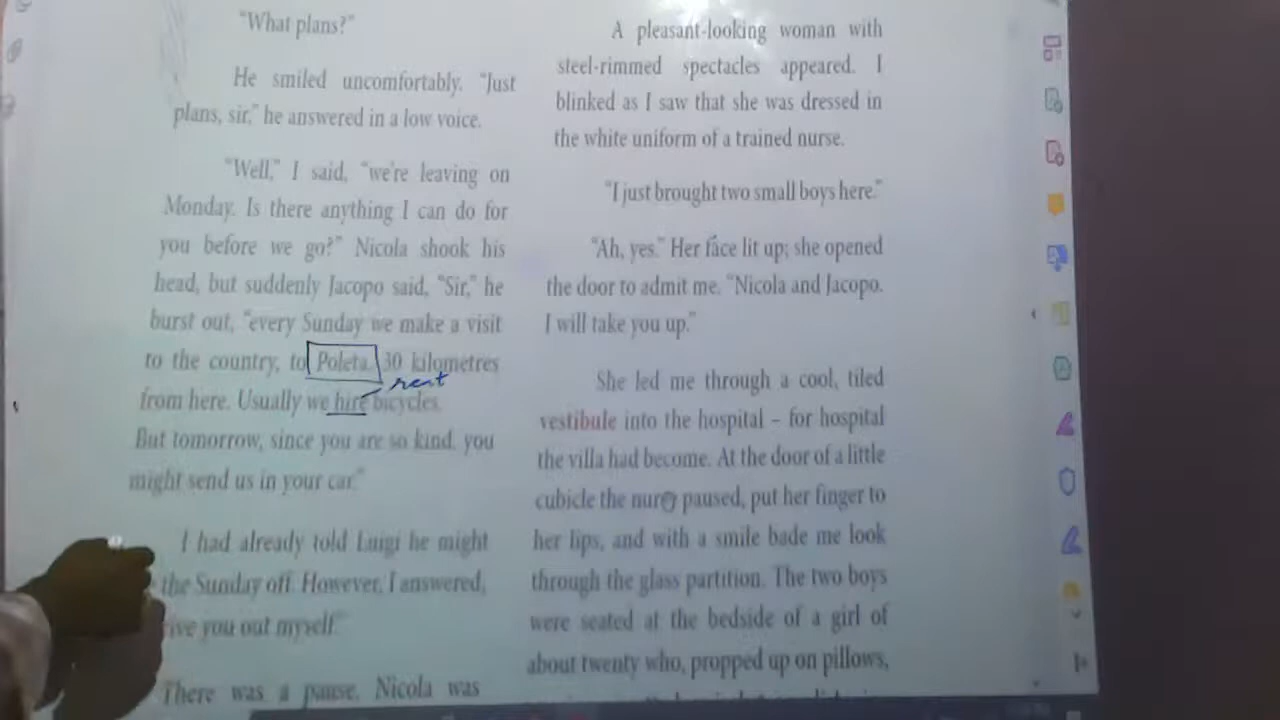 "What plans?"
He smiled uncomfortably. "Just
plans, sir," he answered in a low voice.
"Well," I said, "we're leaving on
Monday. Is there anything I can do for
you before we go?" Nicola shook his
head, but suddenly Jacopo said, "Sir," he
burst out, "every Sunday we make a visit
to the country, to Poleta, 30 kilometres
rent
from here. Usually we hire bicycles.
But tomorrow, since you are so kind, you
might send us in your car."
I had already told Luigi he might
the Sunday off. However, I answered,
you out myself."
There was a pause. Nicola was
A pleasant-looking woman with
steel-rimmed spectacles appeared. I
blinked as I saw that she was dressed in
the white uniform of a trained nurse.
"I just brought two small boys here."
"Ah, yes." Her face lit up; she opened
the door to admit me. "Nicola and Jacopo.
I will take you up."
She led me through a cool, tiled
vestibule into the hospital – for hospital
the villa had become. At the door of a little
cubicle the paused, put her finger to
her lips, and with a smile bade me look
through the glass partition. The two boys
were seated at the bedside of a girl of
about twenty who, propped up on pillows,